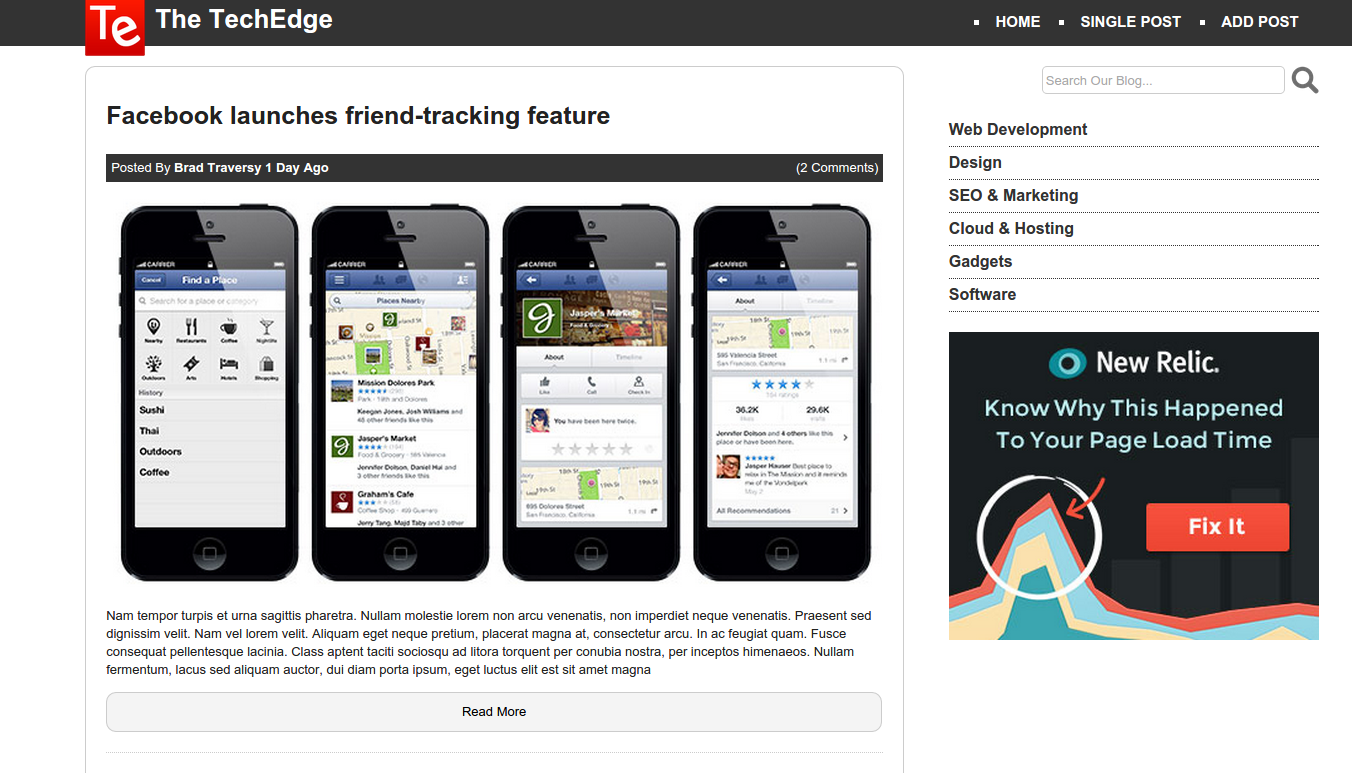 Te The TechEdge
HOME SINGLE POST ADD POST
Search Our Blog...
Facebook launches friend-tracking feature
Posted By Brad Traversy 1 Day Ago (2 Comments)
CARRIER
Cancel Find a Place
Search for a place or category
Nearby Restaurants Coffee Nightlife
Outdoors Arts Hotels Shopping
History
Sushi
Thai
Outdoors
Coffee
CARRIER
Places Nearby
Mission Dolores Park
Park · 19th and Dolores
Keegan Jones, Josh Williams and
48 other friends like this
Jasper's Market
Food & Grocery · 565 Valencia
Jennifer Dolson, Daniel Hui and
3 other friends like this
Graham's Cafe
Coffee Shop · 499 Guerrero
Jerry Tang, Majd Taby and 3 other
CARRIER
Jasper's Market
Food & Grocery
About Timeline
Like Call Check In
You have been here twice.
18th St
19th St
695 Dolores Street
San Francisco, California 1.1 mi
CARRIER
About Timeline
595 Valencia Street
San Francisco, California 1.1 mi
164 ratings
36.2K 29.6K
likes visits
Jennifer Dolson and 4 others like this
place or have been here.
Jasper Hauser Best place to
relax in The Mission and it reminds
me of the Vondelpark
May 2
All Recommendations 21
Nam tempor turpis et urna sagittis pharetra. Nullam molestie lorem non arcu venenatis, non imperdiet neque venenatis. Praesent sed
dignissim velit. Nam vel lorem velit. Aliquam eget neque pretium, placerat magna at, consectetur arcu. In ac feugiat quam. Fusce
consequat pellentesque lacinia. Class aptent taciti sociosqu ad litora torquent per conubia nostra, per inceptos himenaeos. Nullam
fermentum, lacus sed aliquam auctor, dui diam porta ipsum, eget luctus elit est sit amet magna
Read More
Web Development
Design
SEO & Marketing
Cloud & Hosting
Gadgets
Software
New Relic.
Know Why This Happened
To Your Page Load Time
Fix It